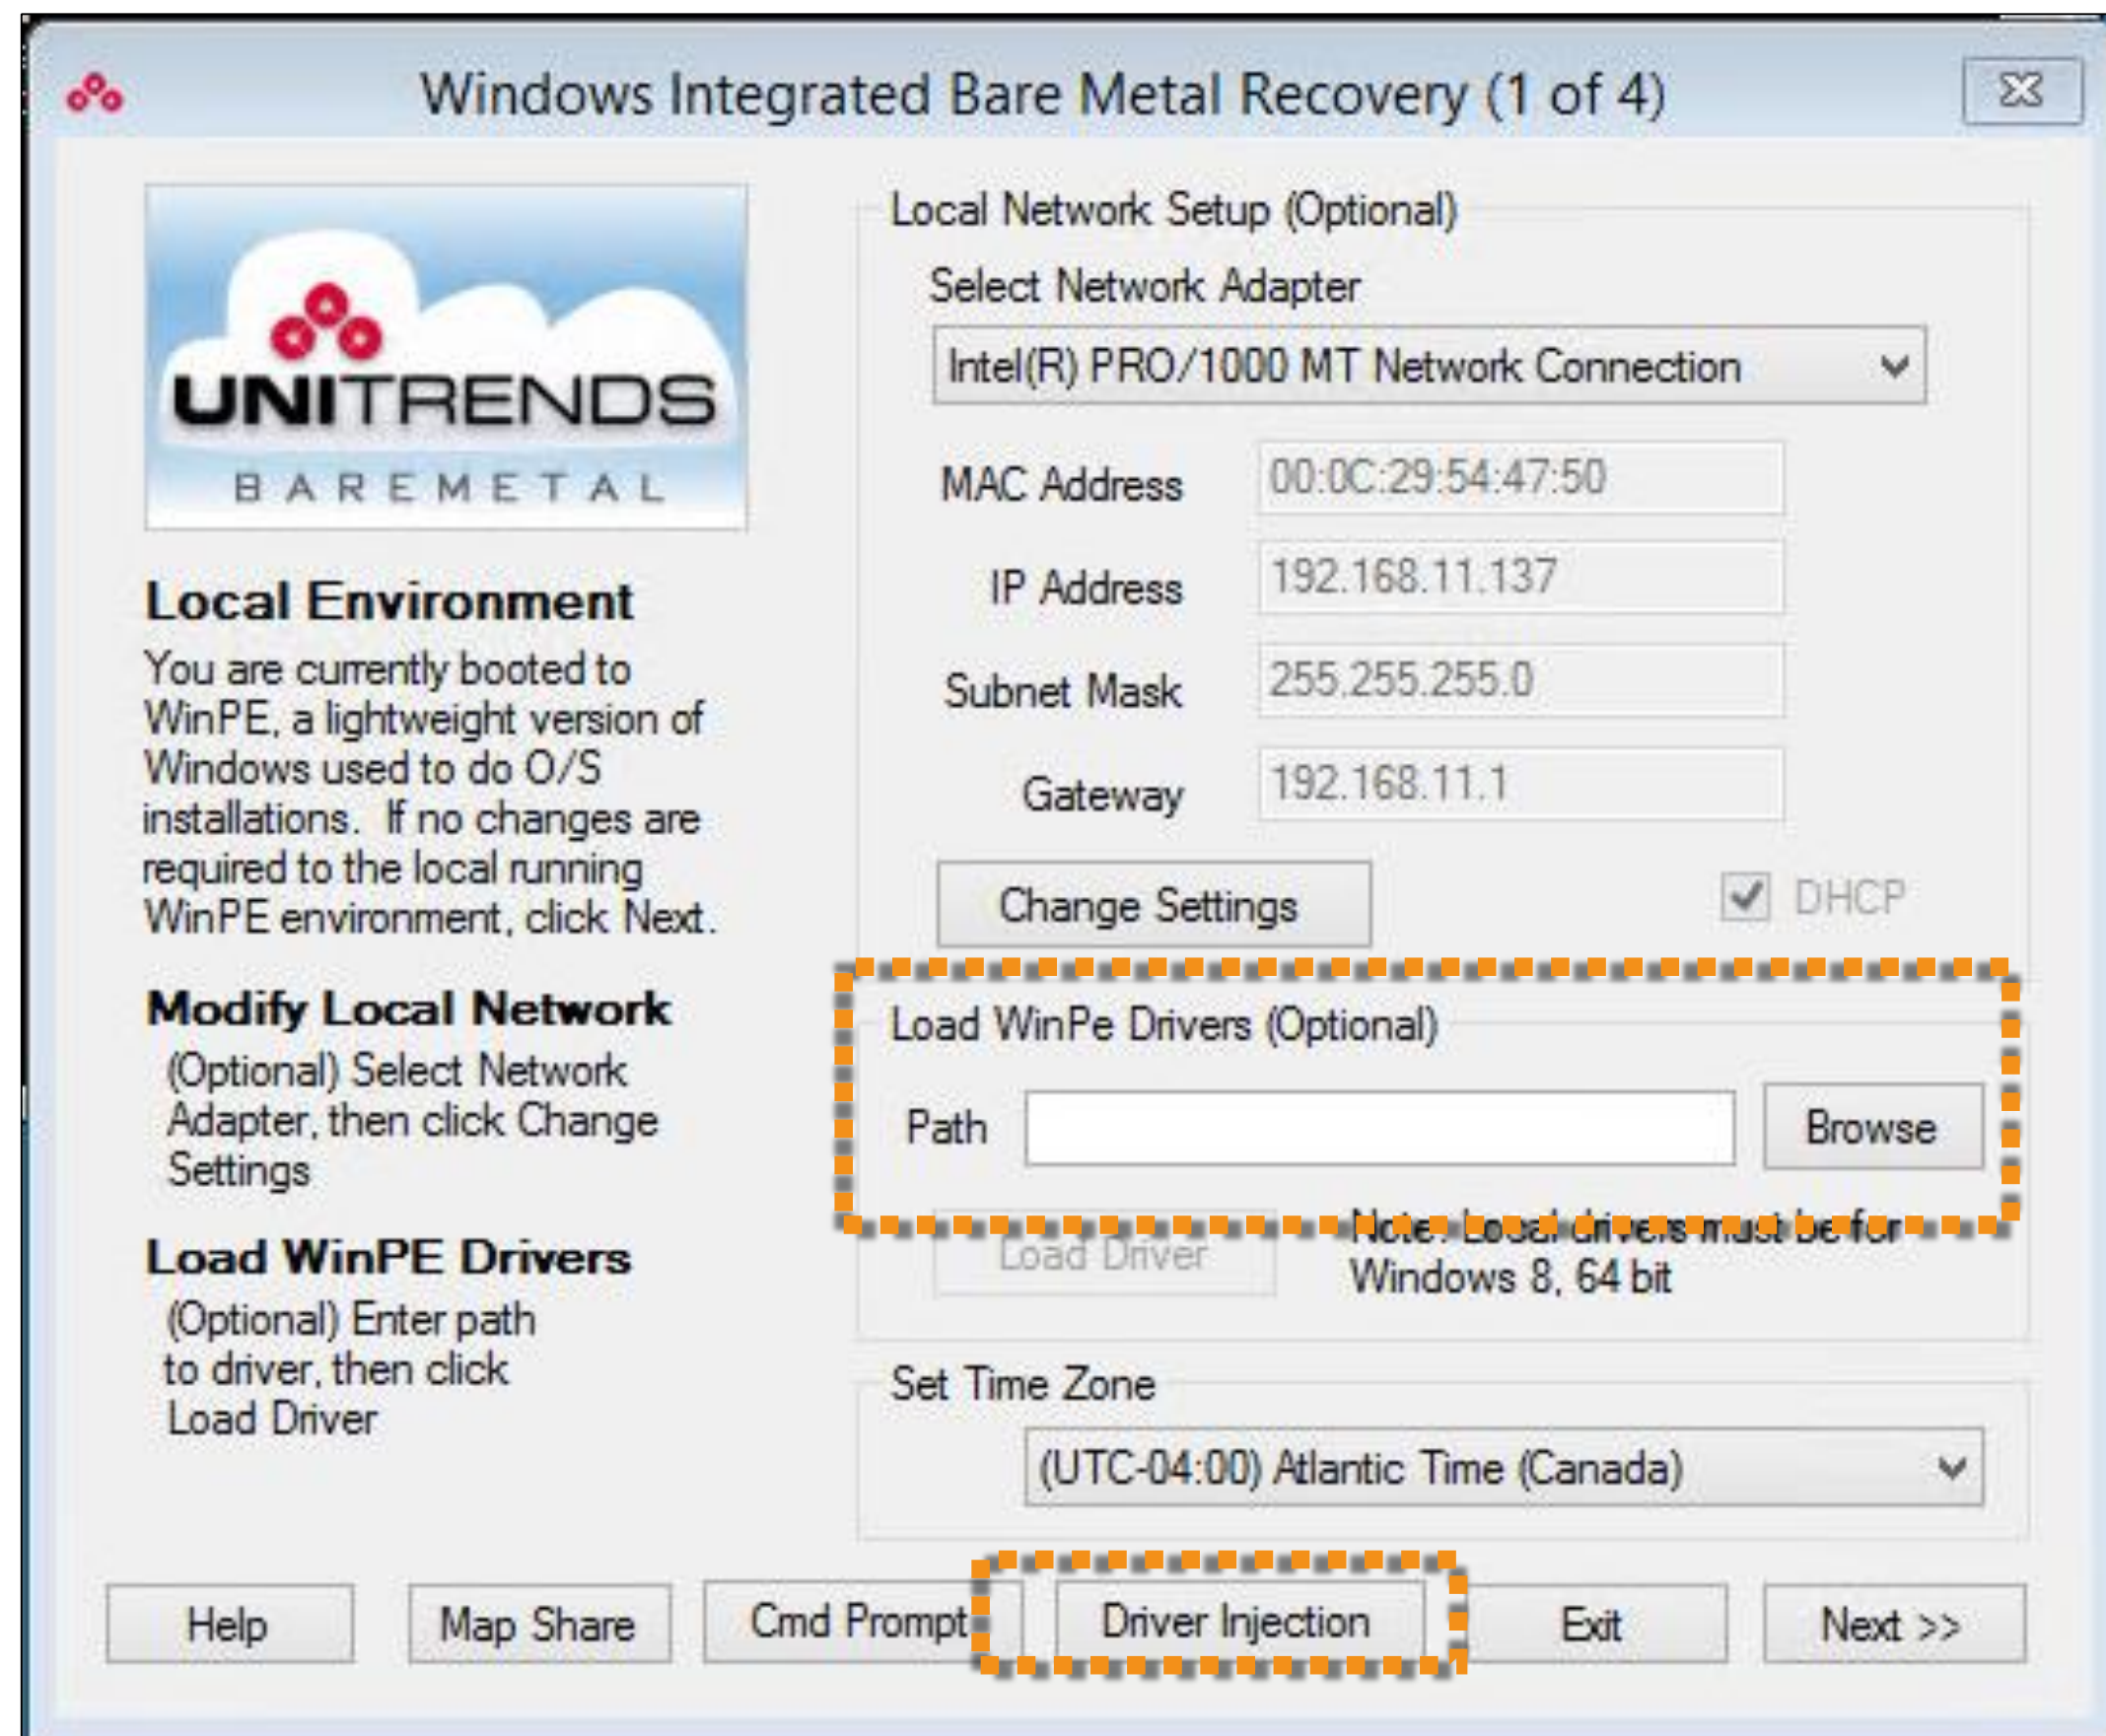 Windows Integrated Bare Metal Recovery (1 of 4)
UNITRENDS
BAREMETAL
Local Environment
You are currently booted to
WinPE, a lightweight version of
Windows used to do O/S
installations. If no changes are
required to the local running
WinPE environment, click Next.
Modify Local Network
(Optional) Select Network
Adapter, then click Change
Settings
Load WinPE Drivers
(Optional) Enter path
to driver, then click
Load Driver
Local Network Setup (Optional)
Select Network Adapter
Intel(R) PRO/1000 MT Network Connection
MAC Address 00:0C:29:54:47:50
IP Address 192.168.11.137
Subnet Mask 255.255.255.0
Gateway 192.168.11.1
Change Settings DHCP
Load WinPe Drivers (Optional)
Path Browse
Load Driver
Note: Local drivers must be for
Windows 8, 64 bit
Set Time Zone
(UTC-04:00) Atlantic Time (Canada)
Help Map Share Cmd Prompt Driver Injection Exit Next >>